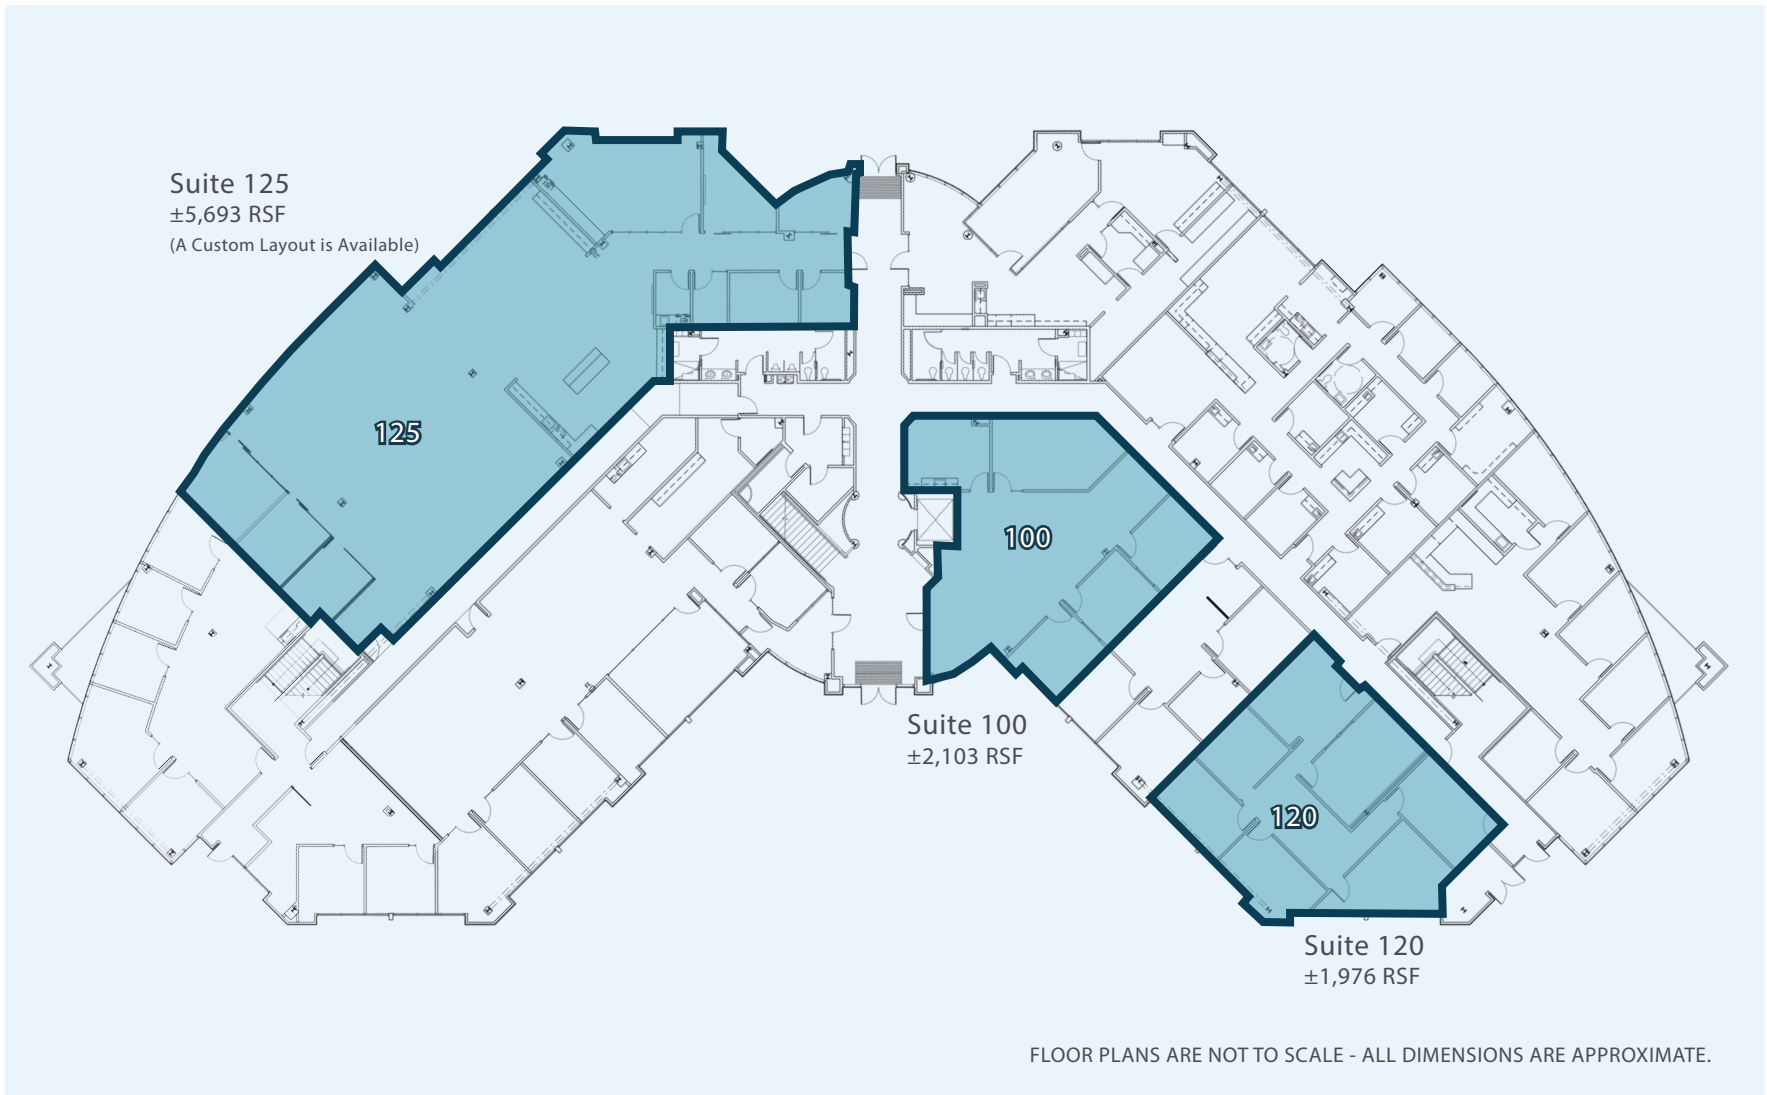 Suite 125
±5,693 RSF
(A Custom Layout is Available)
125
100
Suite 100
±2,103 RSF
120
Suite 120
±1,976 RSF
FLOOR PLANS ARE NOT TO SCALE - ALL DIMENSIONS ARE APPROXIMATE.